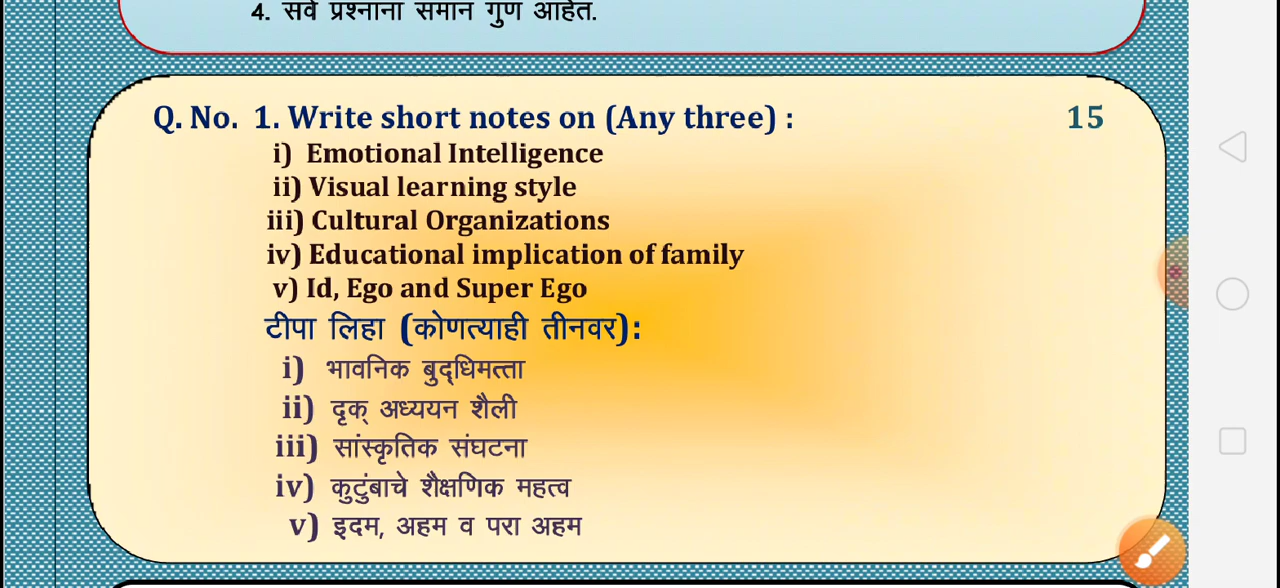 4. सर्व प्रश्नाना समान गुण आहेत.
Q. No. 1. Write short notes on (Any three) : 15
i) Emotional Intelligence
ii) Visual learning style
iii) Cultural Organizations
iv) Educational implication of family
v) Id, Ego and Super Ego
टीपा लिहा (कोणत्याही तीनवर):
i) भावनिक बुद्धिमत्ता
ii) दृक् अध्ययन शैली
iii) सांस्कृतिक संघटना
iv) कुटुंबाचे शैक्षणिक महत्व
v) इदम, अहम व परा अहम